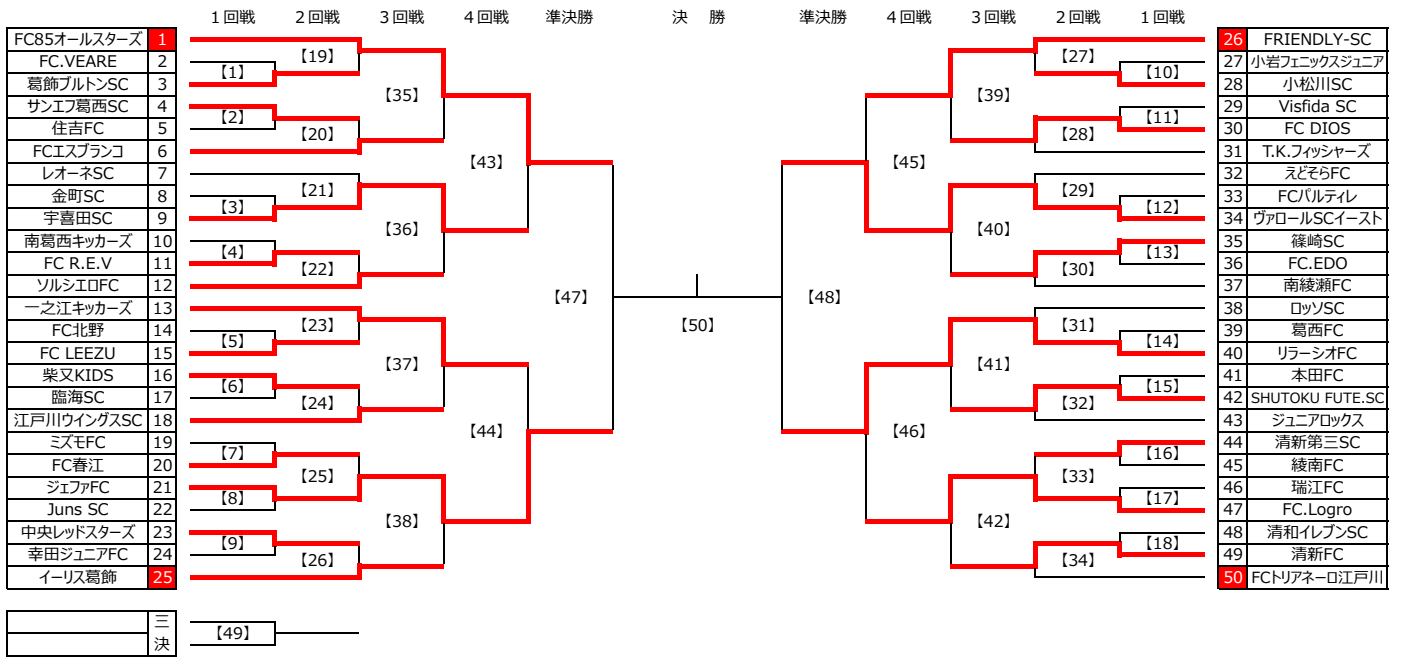 1回戦 2回戦 3回戦 4回戦 準決勝 決 勝 準決勝 4回戦 3回戦 2回戦 1回戦
FC85オールスターズ 1
FC.VEARE 2
葛飾ブルトンSC 3
サンエフ葛西SC 4
住吉FC 5
FCエスブランコ 6
レオーネSC 7
金町SC 8
宇喜田SC 9
南葛西キッカーズ 10
FC R.E.V 11
ソルシエロFC 12
一之江キッカーズ 13
FC北野 14
FC LEEZU 15
柴又KIDS 16
臨海SC 17
江戸川ウイングスSC 18
ミズモFC 19
FC春江 20
ジェファFC 21
Juns SC 22
中央レッドスターズ 23
幸田ジュニアFC 24
イーリス葛飾 25
【1】
【2】
【3】
【4】
【5】
【6】
【7】
【8】
【9】
【19】
【20】
【21】
【22】
【23】
【24】
【25】
【26】
【35】
【36】
【37】
【38】
【43】
【44】
【47】
【50】
【48】
【45】
【46】
【39】
【40】
【41】
【42】
【27】
【28】
【29】
【30】
【31】
【32】
【33】
【34】
【10】
【11】
【12】
【13】
【14】
【15】
【16】
【17】
【18】
26 FRIENDLY-SC
27 小岩フェニックスジュニア
28 小松川SC
29 Visfida SC
30 FC DIOS
31 T.K.フィッシャーズ
32 えどそらFC
33 FCパルティレ
34 ヴァロールSCイースト
35 篠崎SC
36 FC.EDO
37 南綾瀬FC
38 ロッソSC
39 葛西FC
40 リラーシオFC
41 本田FC
42 SHUTOKU FUTE.SC
43 ジュニアロックス
44 清新第三SC
45 綾南FC
46 瑞江FC
47 FC.Logro
48 清和イレブンSC
49 清新FC
50 FCトリアネーロ江戸川
三決
【49】